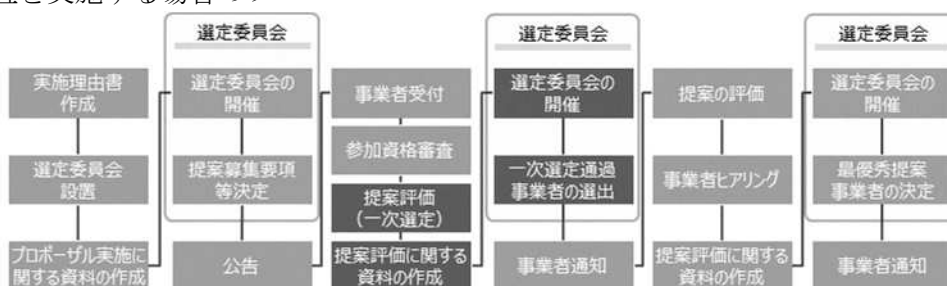 選定委員会
実施理由書
作成
選定委員会
設置
プロポーザル実施に
関する資料の作成
選定委員会の
開催
提案募集要項
等決定
公告
事業者受付
参加資格審査
提案評価
(一次選定)
提案評価に関する
資料の作成
選定委員会
選定委員会の
開催
一次選定通過
事業者の選出
事業者通知
提案の評価
事業者ヒアリング
提案評価に関する
資料の作成
選定委員会
選定委員会の
開催
最優秀提案
事業者の決定
事業者通知